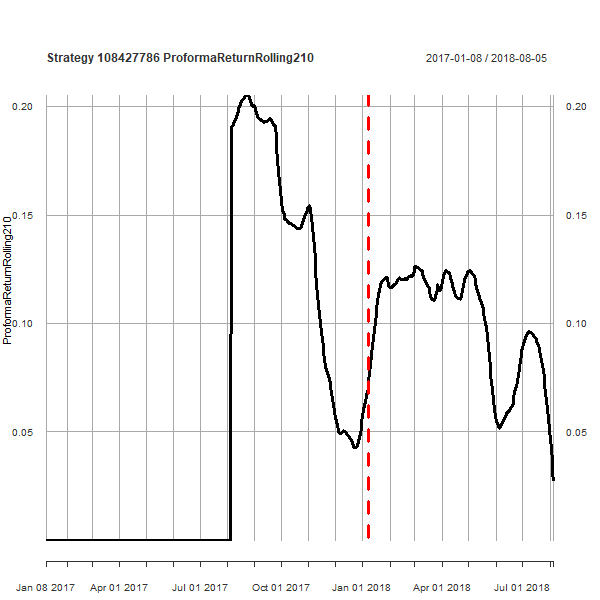 Strategy 108427786 ProformaReturnRolling210 2017-01-08 / 2018-08-05
0.20 0.20
0.15 0.15
ProformaReturnRolling210
0.10 0.10
0.05 0.05
Jan 08 2017 Apr 01 2017 Jul 01 2017 Oct 01 2017 Jan 01 2018 Apr 01 2018 Jul 01 2018